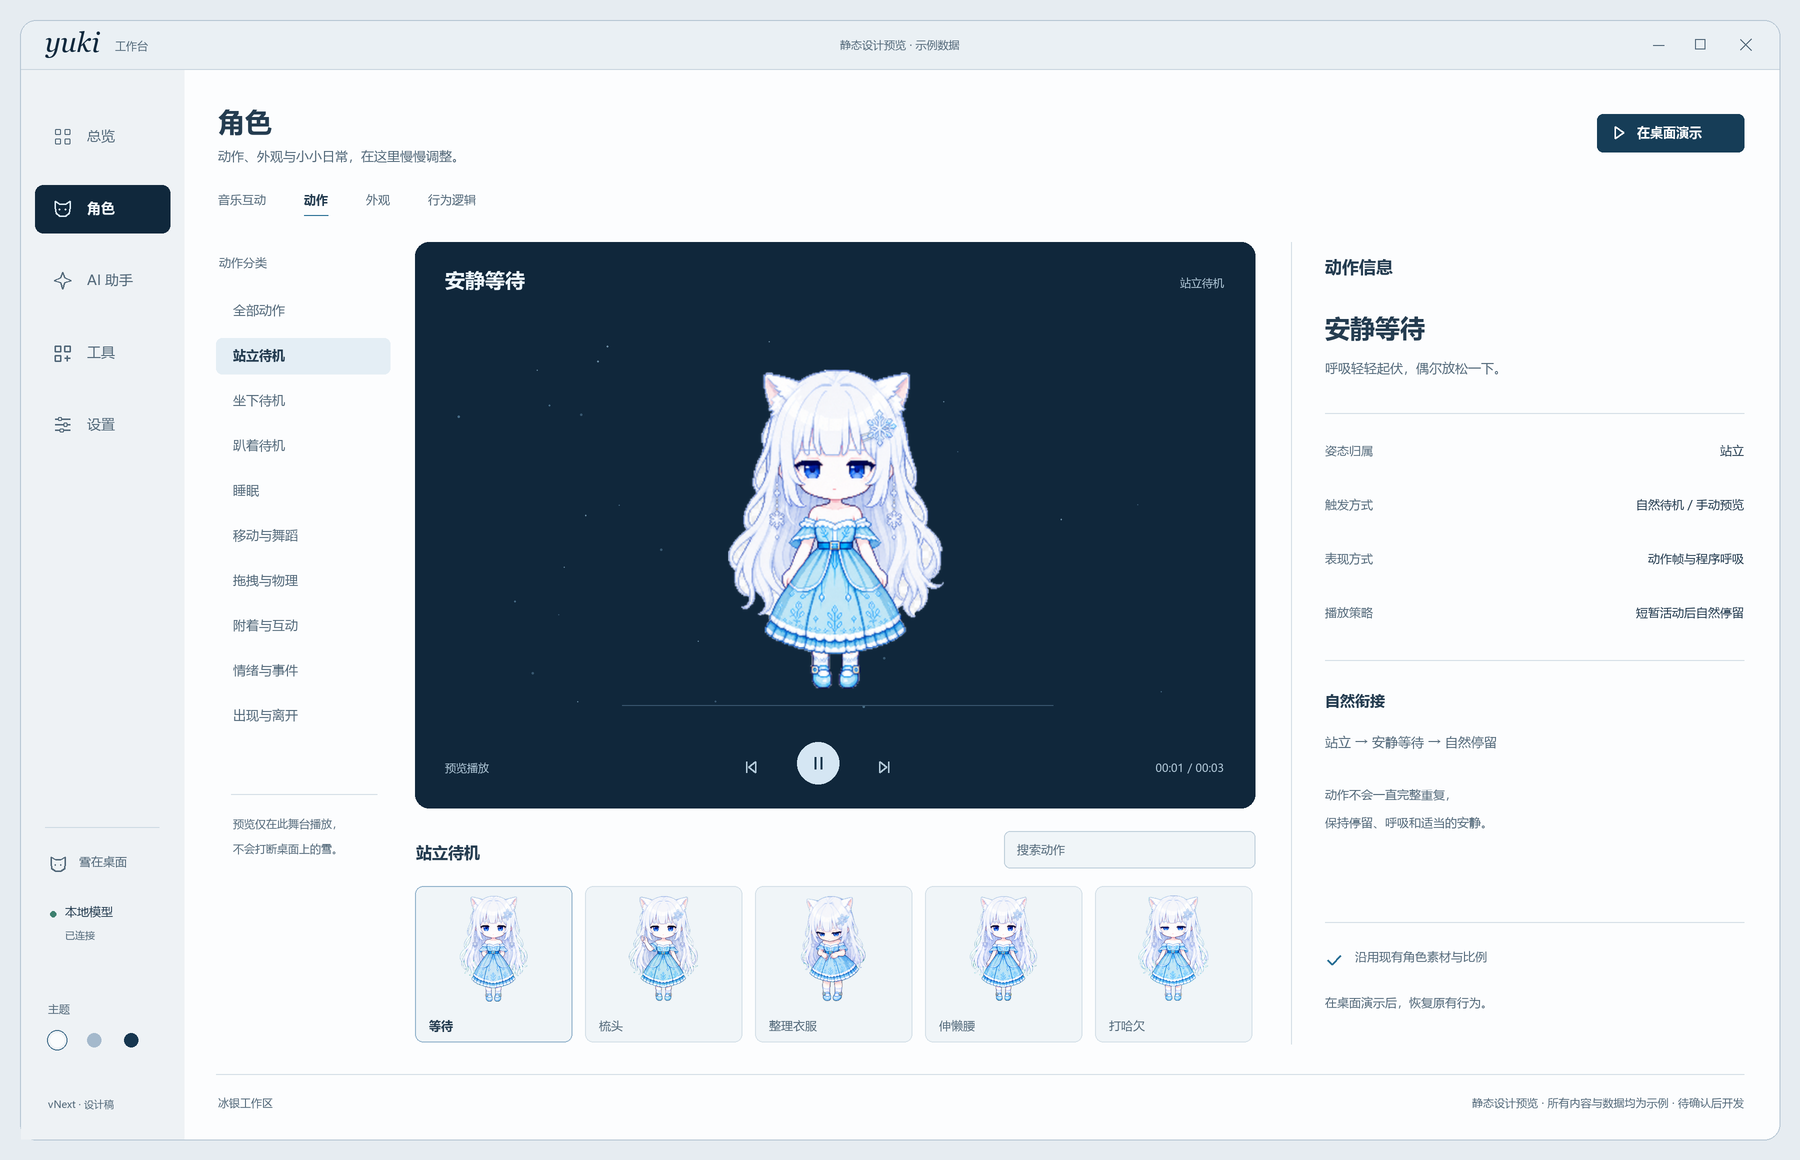 yuki 工作台
静态设计预览 · 示例数据
总览
角色
AI 助手
工具
设置
雪在桌面
本地模型
已连接
主题
vNext · 设计稿
角色
动作、外观与小小日常，在这里慢慢调整。
在桌面演示
音乐互动
动作
外观
行为逻辑
动作分类
全部动作
站立待机
坐下待机
趴着待机
睡眠
移动与舞蹈
拖拽与物理
附着与互动
情绪与事件
出现与离开
预览仅在此舞台播放，
不会打断桌面上的雪。
安静等待
站立待机
预览播放
00:01 / 00:03
站立待机
搜索动作
等待
梳头
整理衣服
伸懒腰
打哈欠
动作信息
安静等待
呼吸轻轻起伏，偶尔放松一下。
姿态归属
站立
触发方式
自然待机 / 手动预览
表现方式
动作帧与程序呼吸
播放策略
短暂活动后自然停留
自然衔接
站立 → 安静等待 → 自然停留
动作不会一直完整重复，
保持停留、呼吸和适当的安静。
沿用现有角色素材与比例
在桌面演示后，恢复原有行为。
冰银工作区
静态设计预览 · 所有内容与数据均为示例 · 待确认后开发